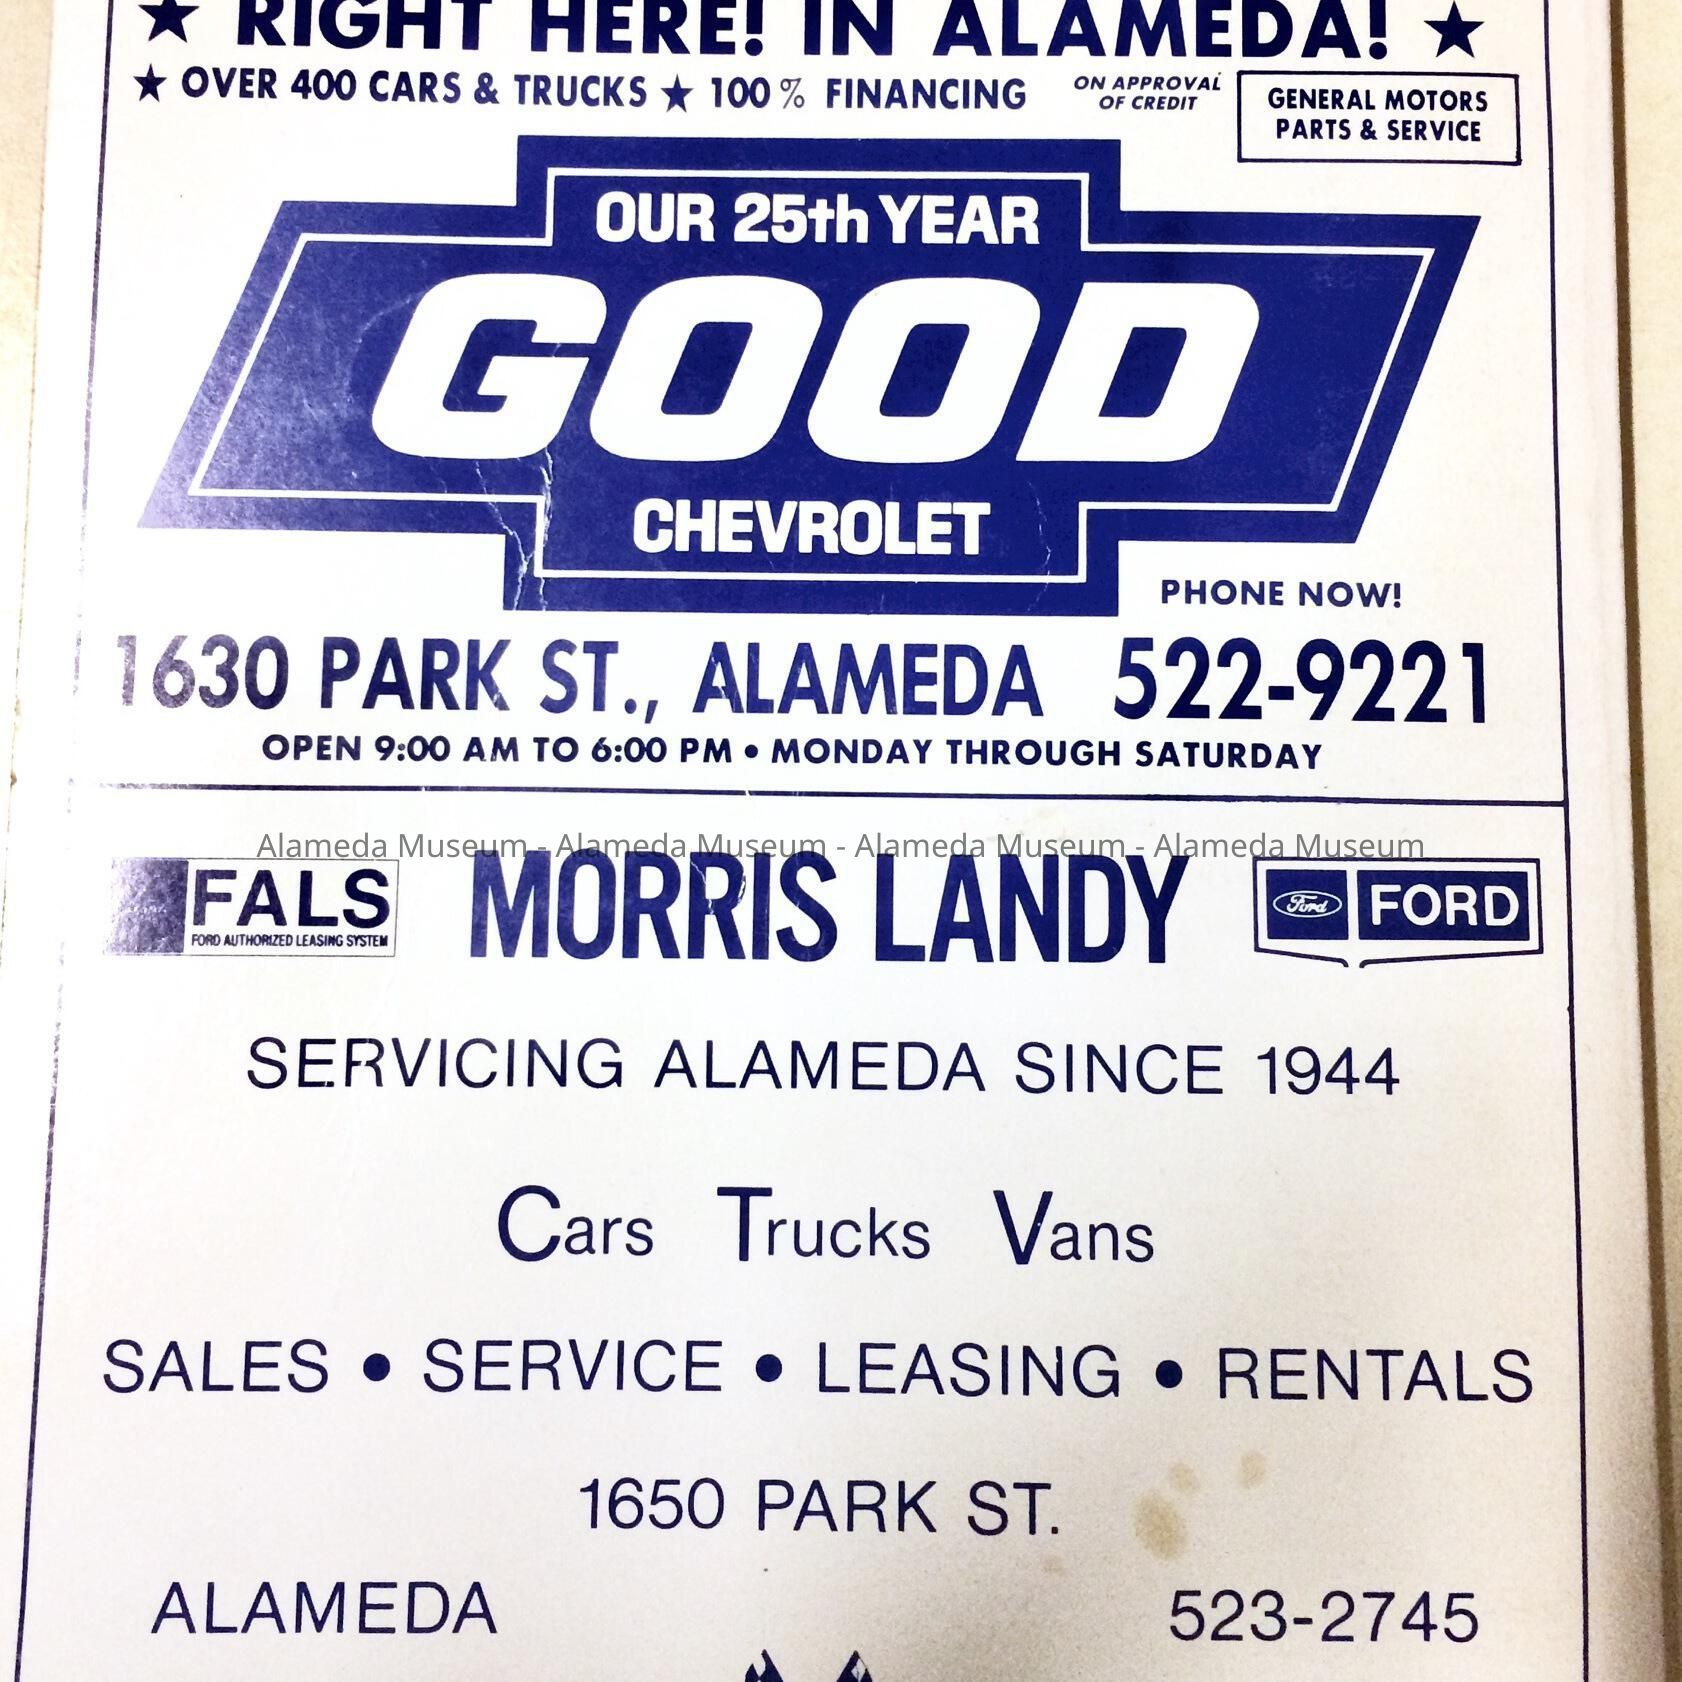 ★ RIGHT HERE! IN ALAMEDA! ★
★ OVER 400 CARS & TRUCKS ★ 100% FINANCING ON APPROVAL OF CREDIT
GENERAL MOTORS
PARTS & SERVICE
OUR 25th YEAR
GOOD
CHEVROLET
PHONE NOW!
1630 PARK ST., ALAMEDA 522-9221
OPEN 9:00 AM TO 6:00 PM • MONDAY THROUGH SATURDAY
Alameda Museum - Alameda Museum - Alameda Museum - Alameda Museum
FALS
FORD AUTHORIZED LEASING SYSTEM
MORRIS LANDY
Ford FORD
SERVICING ALAMEDA SINCE 1944
Cars Trucks Vans
SALES • SERVICE • LEASING • RENTALS
1650 PARK ST.
ALAMEDA 523-2745